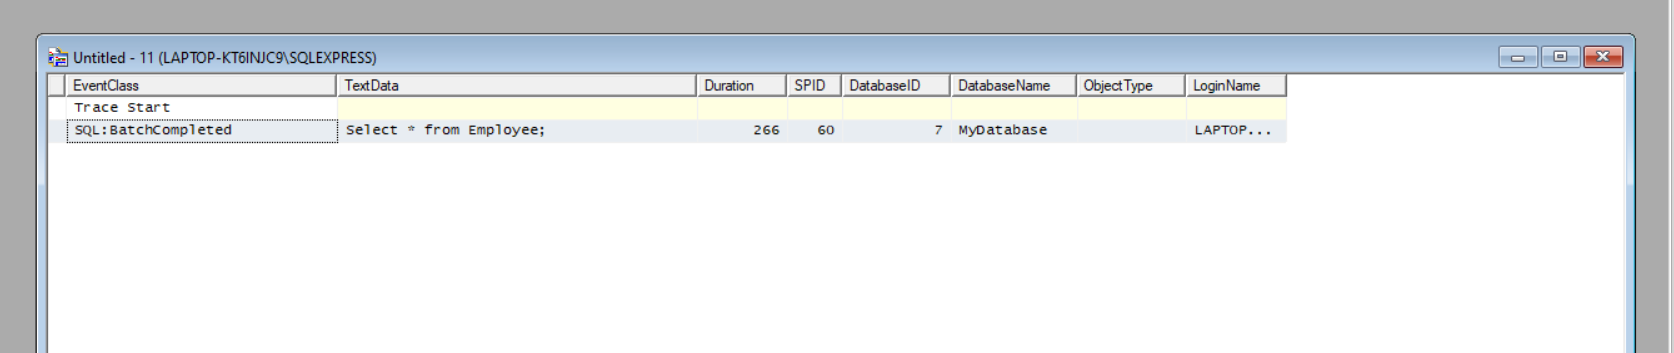 Untitled - 11 (LAPTOP-KT6INJC9\SQLEXPRESS)
EventClass TextData Duration SPID DatabaseID DatabaseName ObjectType LoginName
Trace Start
SQL:BatchCompleted Select * from Employee; 266 60 7 MyDatabase LAPTOP...